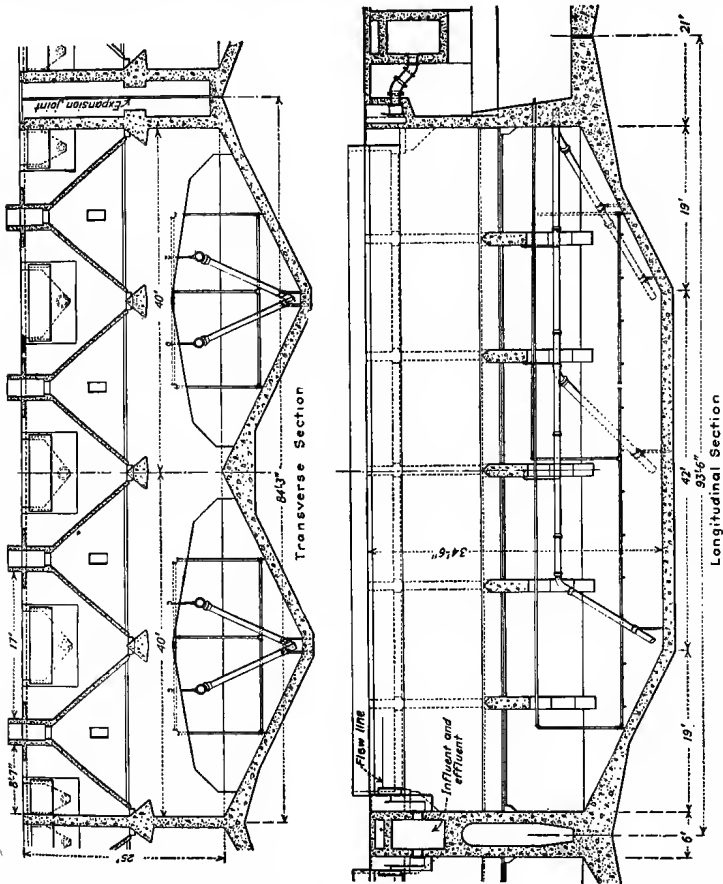 Expansion joint
40'
40'
84'-3"
17'
8'-7"
25'
Transverse Section
21"
19'
42'
93'-6"
19'
6'
34'-6"
Flow line
Influent and
effluent
Longitudinal Section